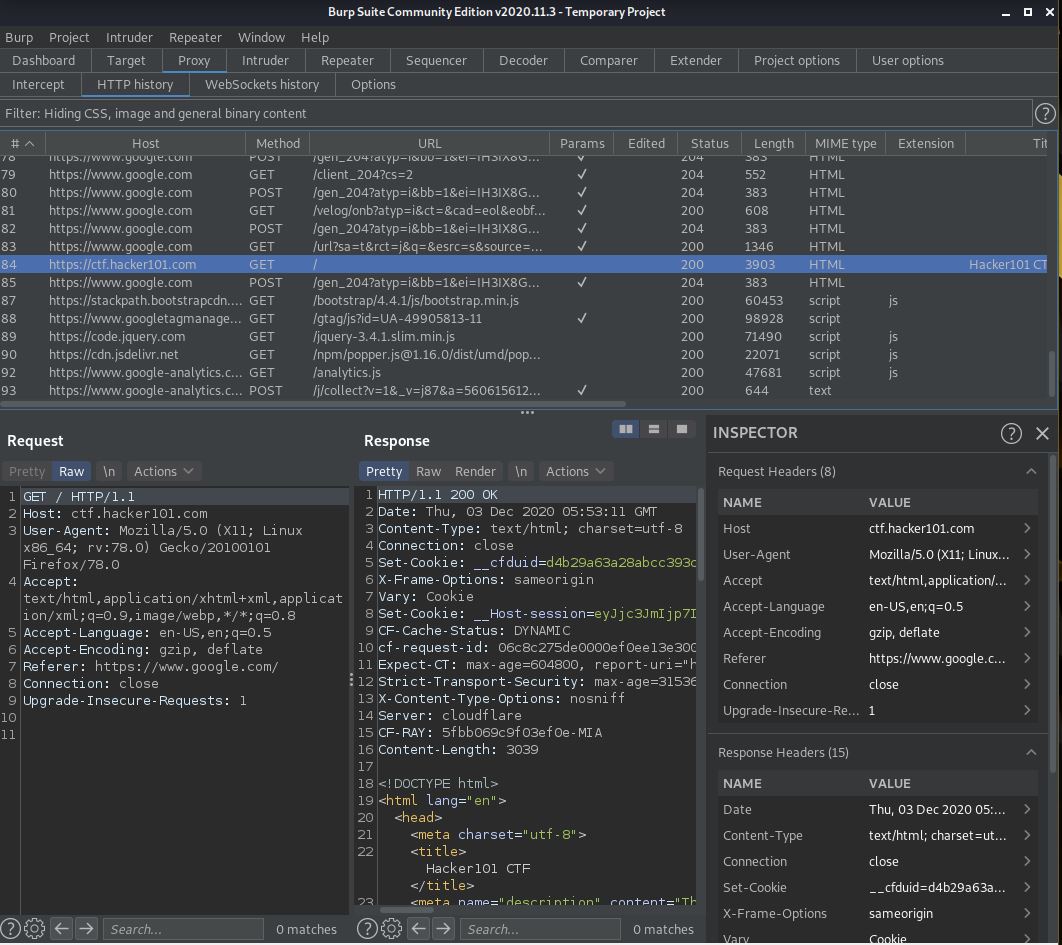 Burp Suite Community Edition v2020.11.3 - Temporary Project
Burp Project Intruder Repeater Window Help
Dashboard Target Proxy Intruder Repeater Sequencer Decoder Comparer Extender Project options User options
Intercept HTTP history WebSockets history Options
Filter: Hiding CSS, image and general binary content
# Host Method URL Params Edited Status Length MIME type Extension Tit
78 https://www.google.com POST /gen_204?atyp=i&bb=1&ei=IH3IX8G... ✓ 204 383 HTML
79 https://www.google.com GET /client_204?cs=2 ✓ 204 552 HTML
80 https://www.google.com POST /gen_204?atyp=i&bb=1&ei=IH3IX8G... ✓ 204 383 HTML
81 https://www.google.com GET /velog/onb?atyp=i&ct=&cad=eol&eobf... ✓ 200 608 HTML
82 https://www.google.com POST /gen_204?atyp=i&bb=1&ei=IH3IX8G... ✓ 204 383 HTML
83 https://www.google.com GET /url?sa=t&rct=j&q=&esrc=s&source=... ✓ 200 1346 HTML
84 https://ctf.hacker101.com GET / 200 3903 HTML Hacker101 CT
85 https://www.google.com POST /gen_204?atyp=i&bb=1&ei=IH3IX8G... ✓ 204 383 HTML
87 https://stackpath.bootstrapcdn.... GET /bootstrap/4.4.1/js/bootstrap.min.js 200 60453 script js
88 https://www.googletagmanage... GET /gtag/js?id=UA-49905813-11 ✓ 200 98928 script
89 https://code.jquery.com GET /jquery-3.4.1.slim.min.js 200 71490 script js
90 https://cdn.jsdelivr.net GET /npm/popper.js@1.16.0/dist/umd/pop... 200 22071 script js
92 https://www.google-analytics.c... GET /analytics.js 200 47681 script js
93 https://www.google-analytics.c... POST /j/collect?v=1&_v=j87&a=560615612... ✓ 200 644 text
Request
Pretty Raw \n Actions
1 GET / HTTP/1.1
2 Host: ctf.hacker101.com
3 User-Agent: Mozilla/5.0 (X11; Linux
x86_64; rv:78.0) Gecko/20100101
Firefox/78.0
4 Accept:
text/html,application/xhtml+xml,applicat
ion/xml;q=0.9,image/webp,*/*;q=0.8
5 Accept-Language: en-US,en;q=0.5
6 Accept-Encoding: gzip, deflate
7 Referer: https://www.google.com/
8 Connection: close
9 Upgrade-Insecure-Requests: 1
10
11
Search... 0 matches
Response
Pretty Raw Render \n Actions
1 HTTP/1.1 200 OK
2 Date: Thu, 03 Dec 2020 05:53:11 GMT
3 Content-Type: text/html; charset=utf-8
4 Connection: close
5 Set-Cookie: __cfduid=d4b29a63a28abcc393c
6 X-Frame-Options: sameorigin
7 Vary: Cookie
8 Set-Cookie: __Host-session=eyJjc3JmIjp7I
9 CF-Cache-Status: DYNAMIC
10 cf-request-id: 06c8c275de0000ef0ee13e300
11 Expect-CT: max-age=604800, report-uri="h
12 Strict-Transport-Security: max-age=31536
13 X-Content-Type-Options: nosniff
14 Server: cloudflare
15 CF-RAY: 5fbb069c9f03ef0e-MIA
16 Content-Length: 3039
17
18 <!DOCTYPE html>
19 <html lang="en">
20 <head>
21 <meta charset="utf-8">
22 <title>
Hacker101 CTF
</title>
23 <meta name="description" content="Th
Search... 0 matches
INSPECTOR
Request Headers (8)
NAME VALUE
Host ctf.hacker101.com
User-Agent Mozilla/5.0 (X11; Linux...
Accept text/html,application/...
Accept-Language en-US,en;q=0.5
Accept-Encoding gzip, deflate
Referer https://www.google.c...
Connection close
Upgrade-Insecure-Re... 1
Response Headers (15)
NAME VALUE
Date Thu, 03 Dec 2020 05:...
Content-Type text/html; charset=ut...
Connection close
Set-Cookie __cfduid=d4b29a63a...
X-Frame-Options sameorigin
Vary Cookie